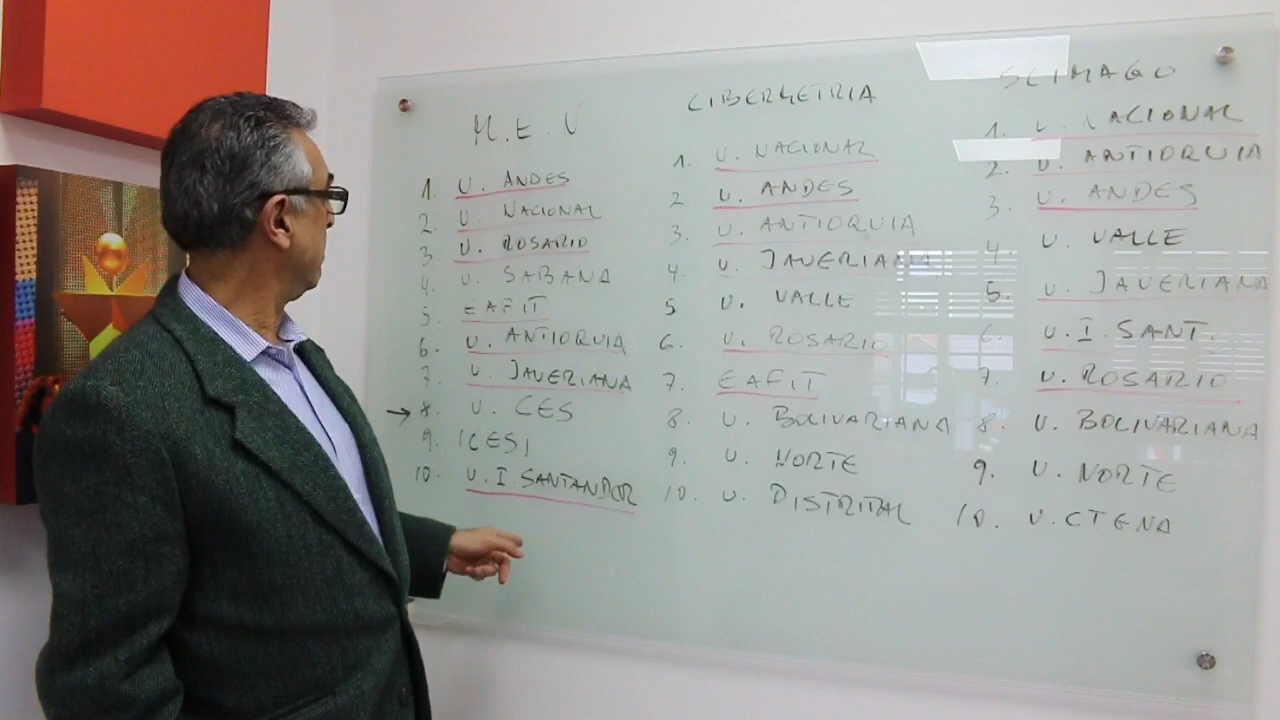 M.E.U
1. U. ANDES
2. U. NACIONAL
3. U. ROSARIO
4. U. SABANA
5. EAFIT
6. U. ANTIOQUIA
7. U. JAVERIANA
→ 8. U. CES
9. ICESI
10. U. I. SANTANDER
CIBERMETRIA
1. U. NACIONAL
2. U. ANDES
3. U. ANTIOQUIA
4. U. JAVERIANA
5 U. VALLE
6. U. ROSARIO
7. EAFIT
8. U. BOLIVARIANA
9. U. NORTE
10. U. DISTRITAL
SCIMAGO
1. U. NACIONAL
2. U. ANTIOQUIA
3. U. ANDES
4. U. VALLE
5. U. JAVERIANA
6. U. I. SANT.
7. U. ROSARIO
8. U. BOLIVARIANA
9. U. NORTE
10. U. CTGNA